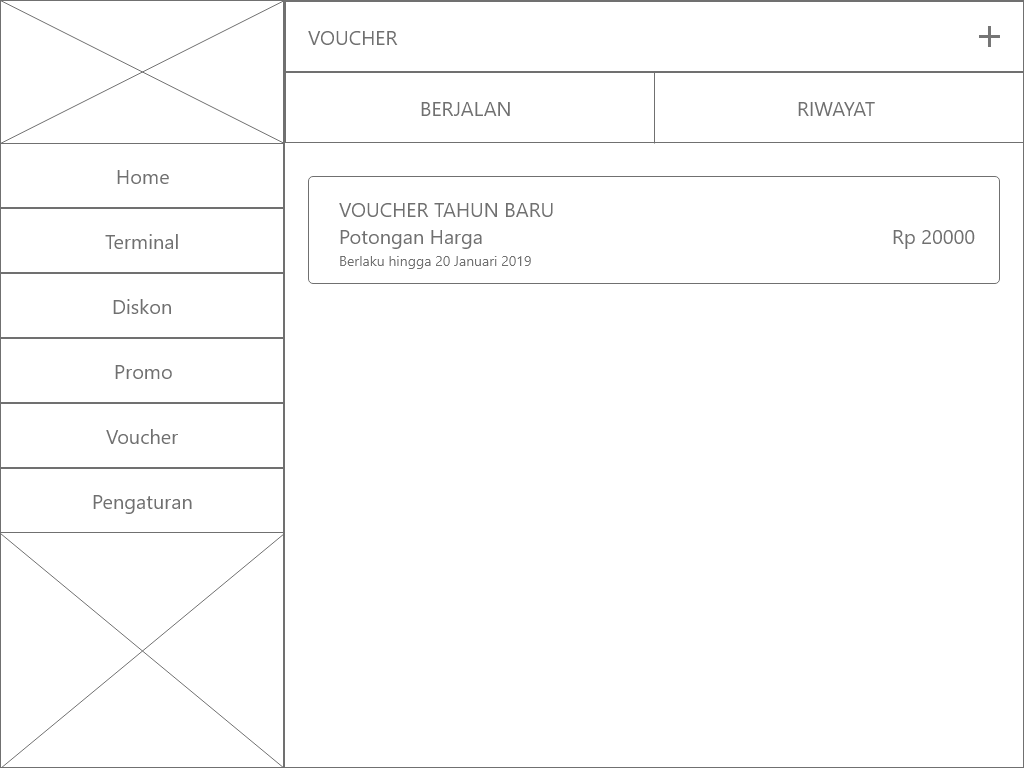 VOUCHER
BERJALAN
RIWAYAT
Home
Terminal
Diskon
Promo
Voucher
Pengaturan
VOUCHER TAHUN BARU
Potongan Harga
Rp 20000
Berlaku hingga 20 Januari 2019